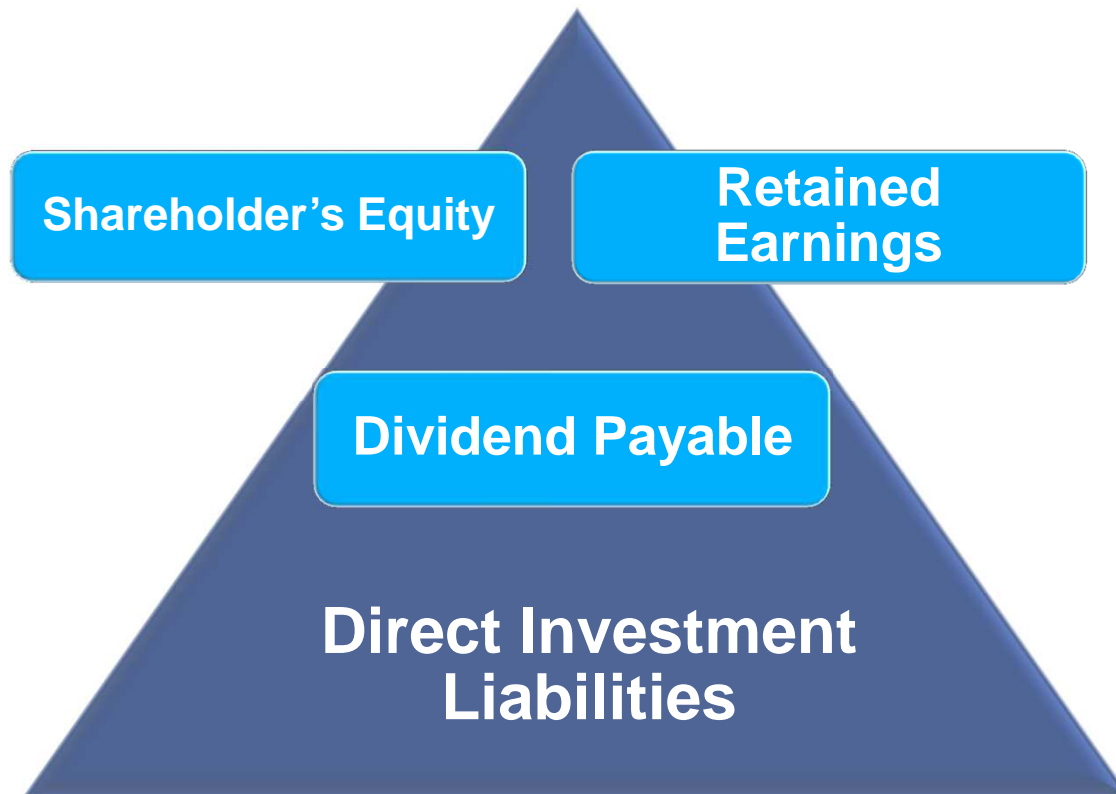 Shareholder’s Equity
Retained
Earnings
Dividend Payable
Direct Investment
Liabilities